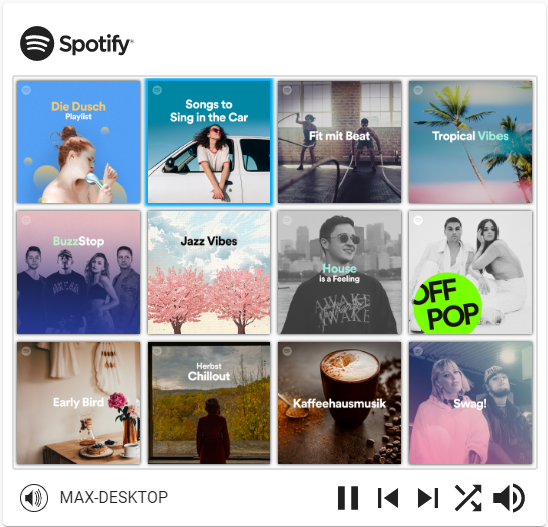 Spotify®
Die Dusch
Playlist
Songs to
Sing in the Car
Fit mit Beat
Tropical Vibes
BuzzStop
Jazz Vibes
House
is a Feeling
AWAKE
OFF
POP
Early Bird
Herbst
Chillout
Kaffeehausmusik
Swag!
MAX-DESKTOP